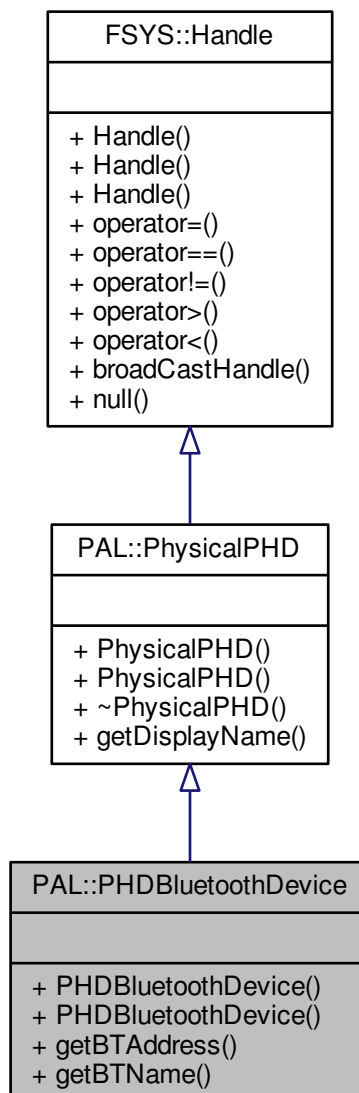 FSYS::Handle
+ Handle()
+ Handle()
+ Handle()
+ operator=()
+ operator==()
+ operator!=()
+ operator>()
+ operator<()
+ broadCastHandle()
+ null()
PAL::PhysicalPHD
+ PhysicalPHD()
+ PhysicalPHD()
+ ~PhysicalPHD()
+ getDisplayName()
PAL::PHDBluetoothDevice
+ PHDBluetoothDevice()
+ PHDBluetoothDevice()
+ getBTAddress()
+ getBTName()